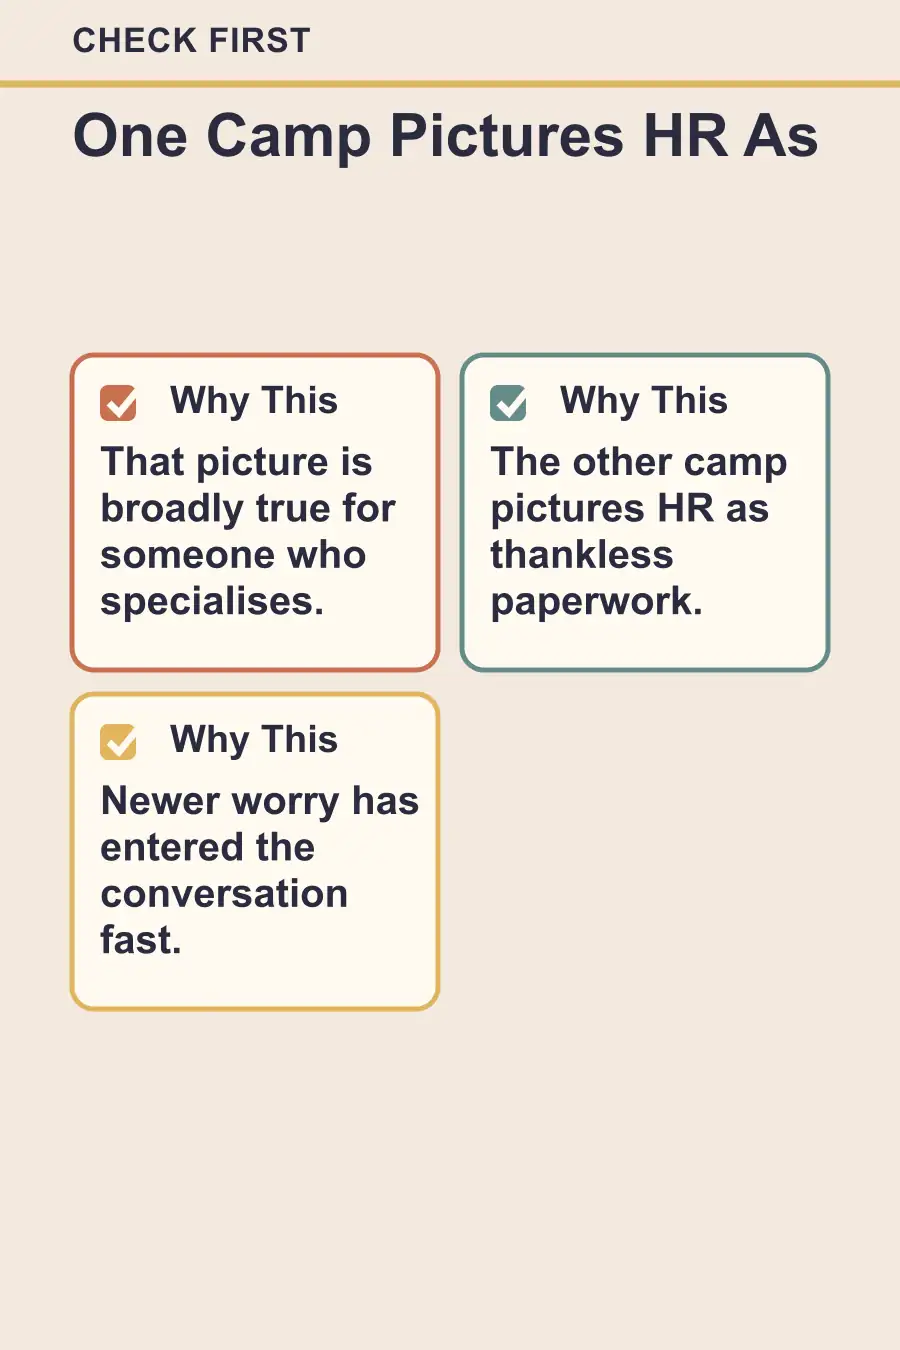 CHECK FIRST
One Camp Pictures HR As
Why This
That picture is
broadly true for
someone who
specialises.
Why This
The other camp
pictures HR as
thankless
paperwork.
Why This
Newer worry has
entered the
conversation
fast.